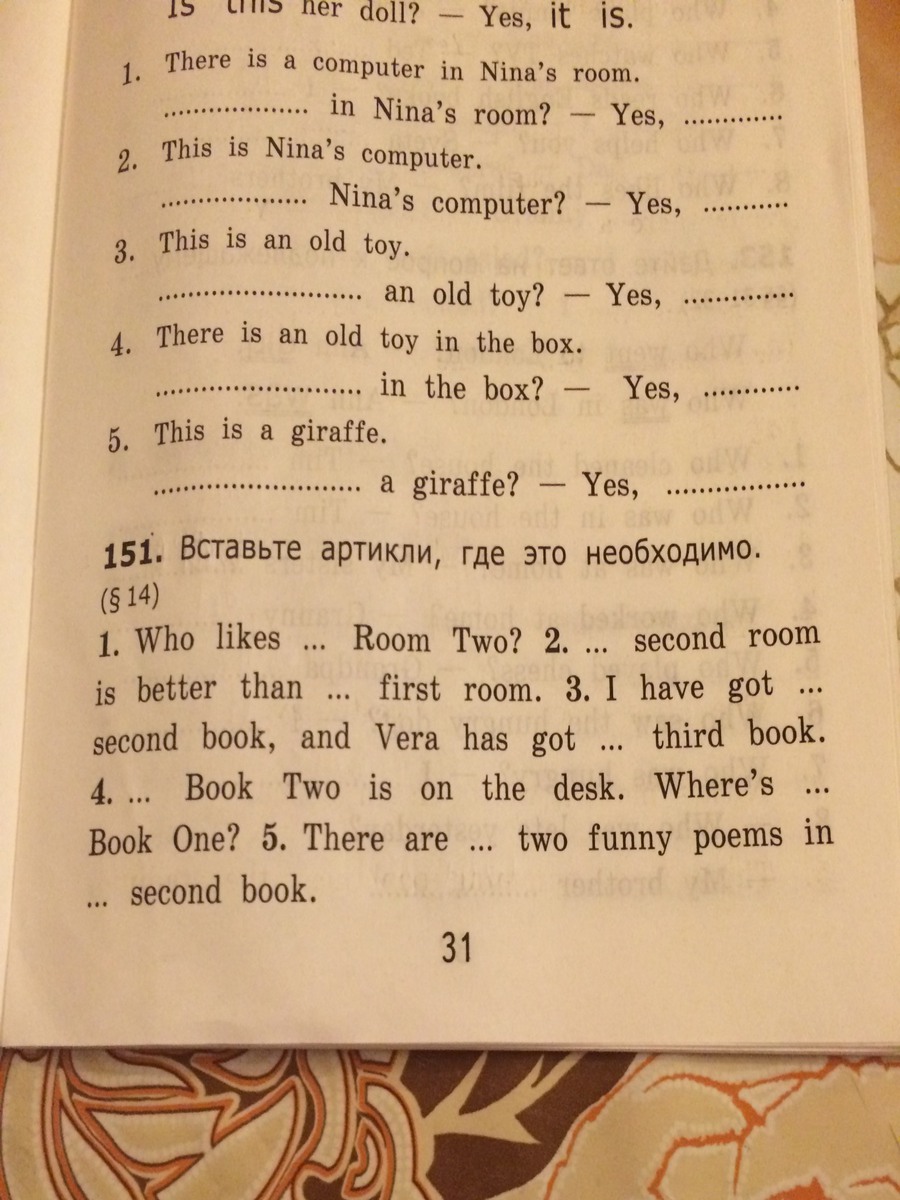 Is this her doll? — Yes, it is.
1. There is a computer in Nina's room.
.................. in Nina's room? — Yes, ............
2. This is Nina's computer.
.................. Nina's computer? — Yes, ...........
3. This is an old toy.
......................... an old toy? — Yes, ..............
4. There is an old toy in the box.
......................... in the box? — Yes, ............
5. This is a giraffe.
......................... a giraffe? — Yes, .................
151. Вставьте артикли, где это необходимо.
(§ 14)
1. Who likes ... Room Two? 2. ... second room
is better than ... first room. 3. I have got ...
second book, and Vera has got ... third book.
4. ... Book Two is on the desk. Where's ...
Book One? 5. There are ... two funny poems in
... second book.
31